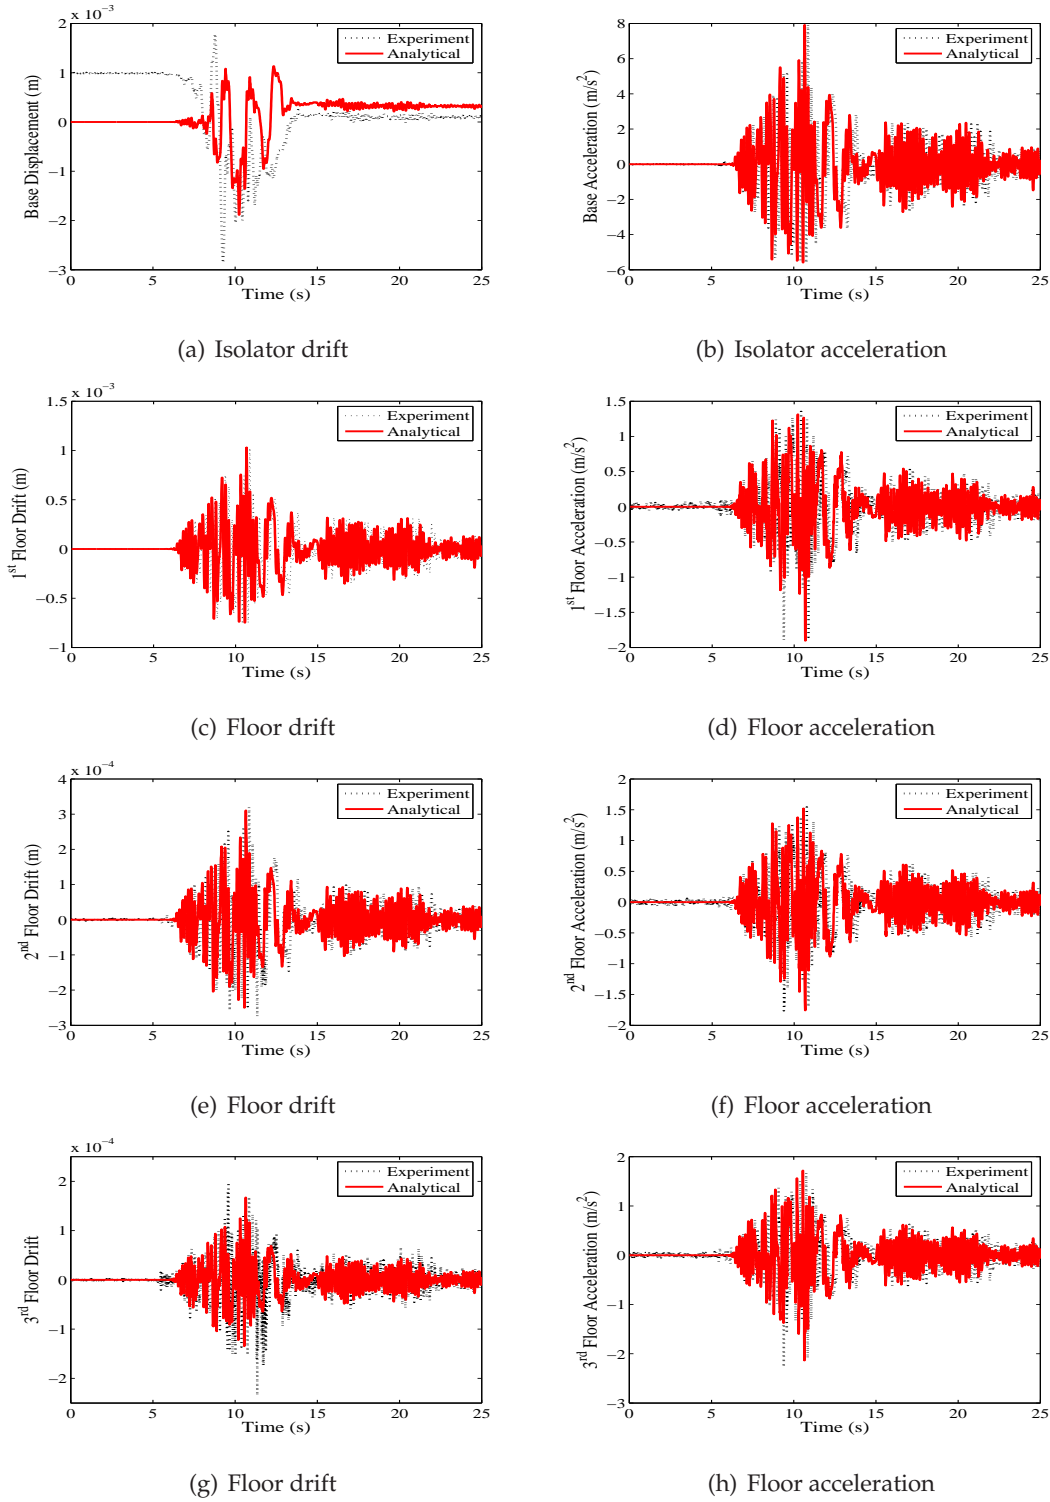 x 10⁻³
2
1
0
−1
−2
−3
0 5 10 15 20 25
Base Displacement (m)
Time (s)
Experiment
Analytical
(a) Isolator drift
8
6
4
2
0
−2
−4
−6
0 5 10 15 20 25
Base Acceleration (m/s²)
Time (s)
Experiment
Analytical
(b) Isolator acceleration
x 10⁻³
1.5
1
0.5
0
−0.5
−1
0 5 10 15 20 25
1st Floor Drift (m)
Time (s)
Experiment
Analytical
(c) Floor drift
1.5
1
0.5
0
−0.5
−1
−1.5
−2
0 5 10 15 20 25
1st Floor Acceleration (m/s²)
Time (s)
Experiment
Analytical
(d) Floor acceleration
x 10⁻⁴
4
3
2
1
0
−1
−2
−3
0 5 10 15 20 25
2nd Floor Drift (m)
Time (s)
Experiment
Analytical
(e) Floor drift
2
1.5
1
0.5
0
−0.5
−1
−1.5
−2
0 5 10 15 20 25
2nd Floor Acceleration (m/s²)
Time (s)
Experiment
Analytical
(f) Floor acceleration
x 10⁻⁴
2
1
0
−1
−2
0 5 10 15 20 25
3rd Floor Drift
Time (s)
Experiment
Analytical
(g) Floor drift
2
1
0
−1
−2
−3
0 5 10 15 20 25
3rd Floor Acceleration (m/s²)
Time (s)
Experiment
Analytical
(h) Floor acceleration